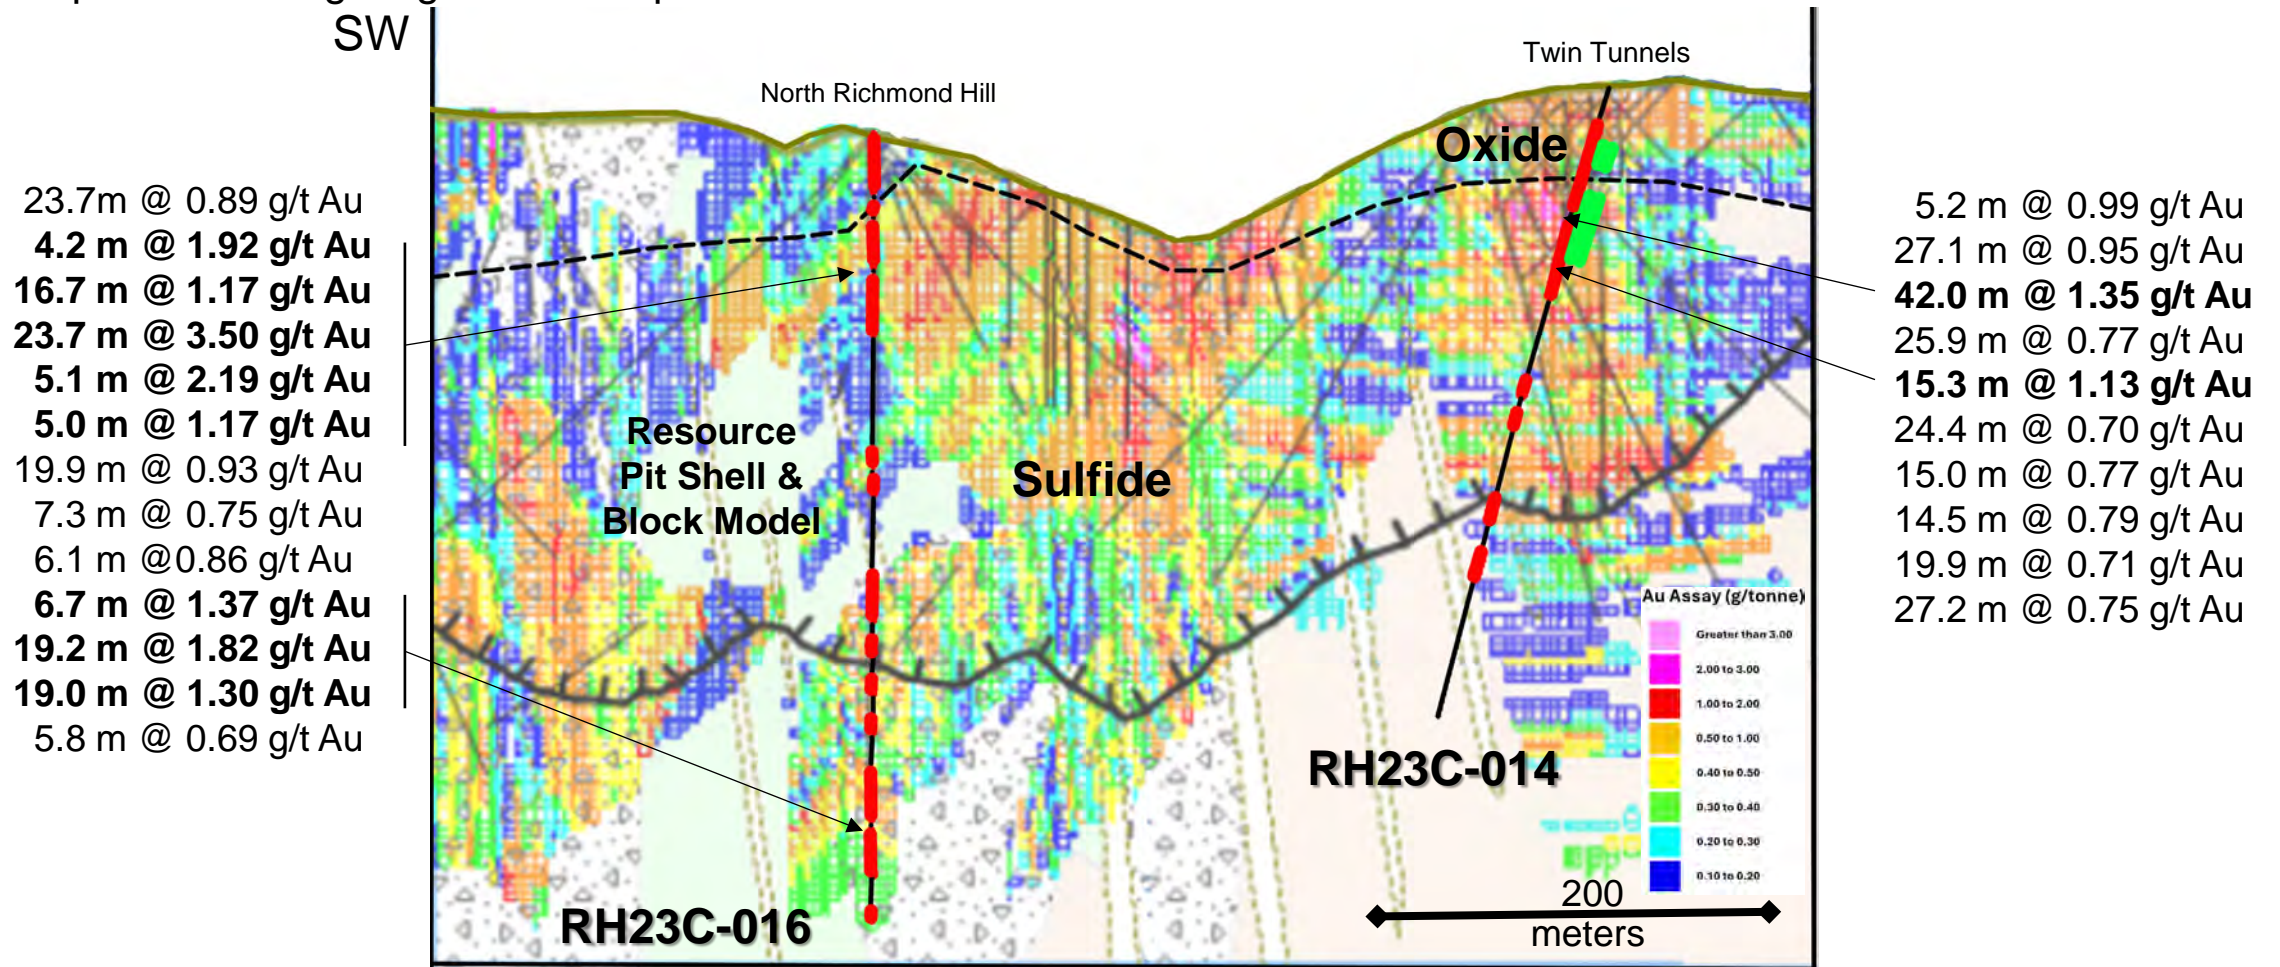 SW
North Richmond Hill
Twin Tunnels
Oxide
23.7m @ 0.89 g/t Au
4.2 m @ 1.92 g/t Au
16.7 m @ 1.17 g/t Au
23.7 m @ 3.50 g/t Au
5.1 m @ 2.19 g/t Au
5.0 m @ 1.17 g/t Au
19.9 m @ 0.93 g/t Au
7.3 m @ 0.75 g/t Au
6.1 m @0.86 g/t Au
6.7 m @ 1.37 g/t Au
19.2 m @ 1.82 g/t Au
19.0 m @ 1.30 g/t Au
5.8 m @ 0.69 g/t Au
Resource
Pit Shell &
Block Model
Sulfide
5.2 m @ 0.99 g/t Au
27.1 m @ 0.95 g/t Au
42.0 m @ 1.35 g/t Au
25.9 m @ 0.77 g/t Au
15.3 m @ 1.13 g/t Au
24.4 m @ 0.70 g/t Au
15.0 m @ 0.77 g/t Au
14.5 m @ 0.79 g/t Au
19.9 m @ 0.71 g/t Au
27.2 m @ 0.75 g/t Au
Au Assay (g/tonne)
Greater than 3.00
2.00 to 3.00
1.00 to 2.00
0.50 to 1.00
0.40 to 0.50
0.30 to 0.40
0.20 to 0.30
0.10 to 0.20
RH23C-014
RH23C-016
200
meters